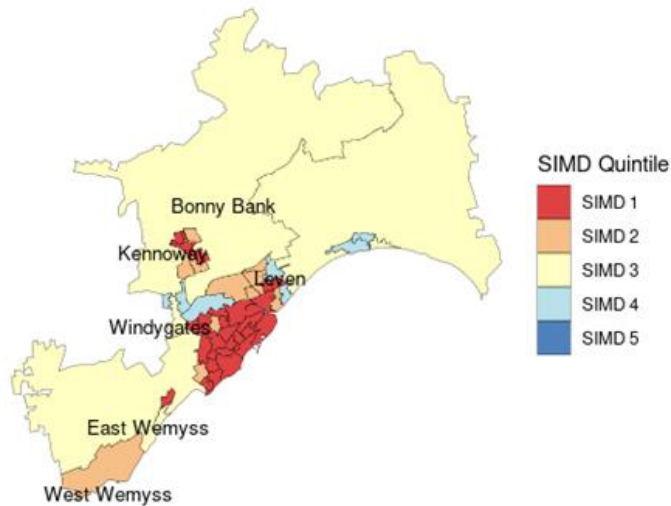 SIMD Quintile
SIMD 1
SIMD 2
SIMD 3
SIMD 4
SIMD 5
Bonny Bank
Kennoway
Leven
Windygates
East Wemyss
West Wemyss